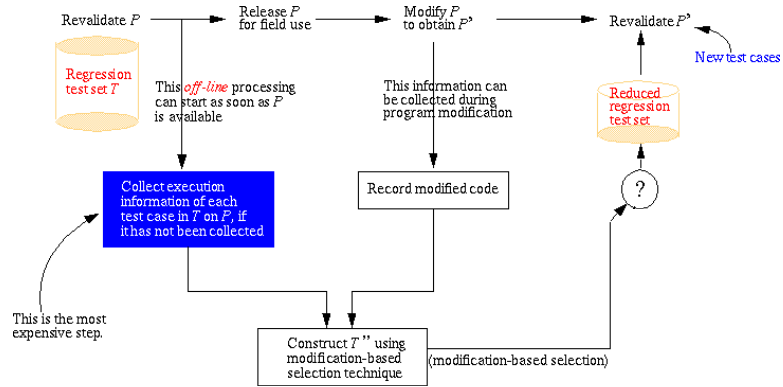 Revalidate P
Release P
for field use
Modify P
to obtain P'
Revalidate P'
New test cases
Regression
test set T
This off-line processing
can start as soon as P
is available
This information
can be collected during
program modification
Reduced
regression
test set
Collect execution
information of each
test case in T on P, if
it has not been collected
Record modified code
?
This is the most
expensive step.
Construct T" using
modification-based
selection technique
(modification-based selection)